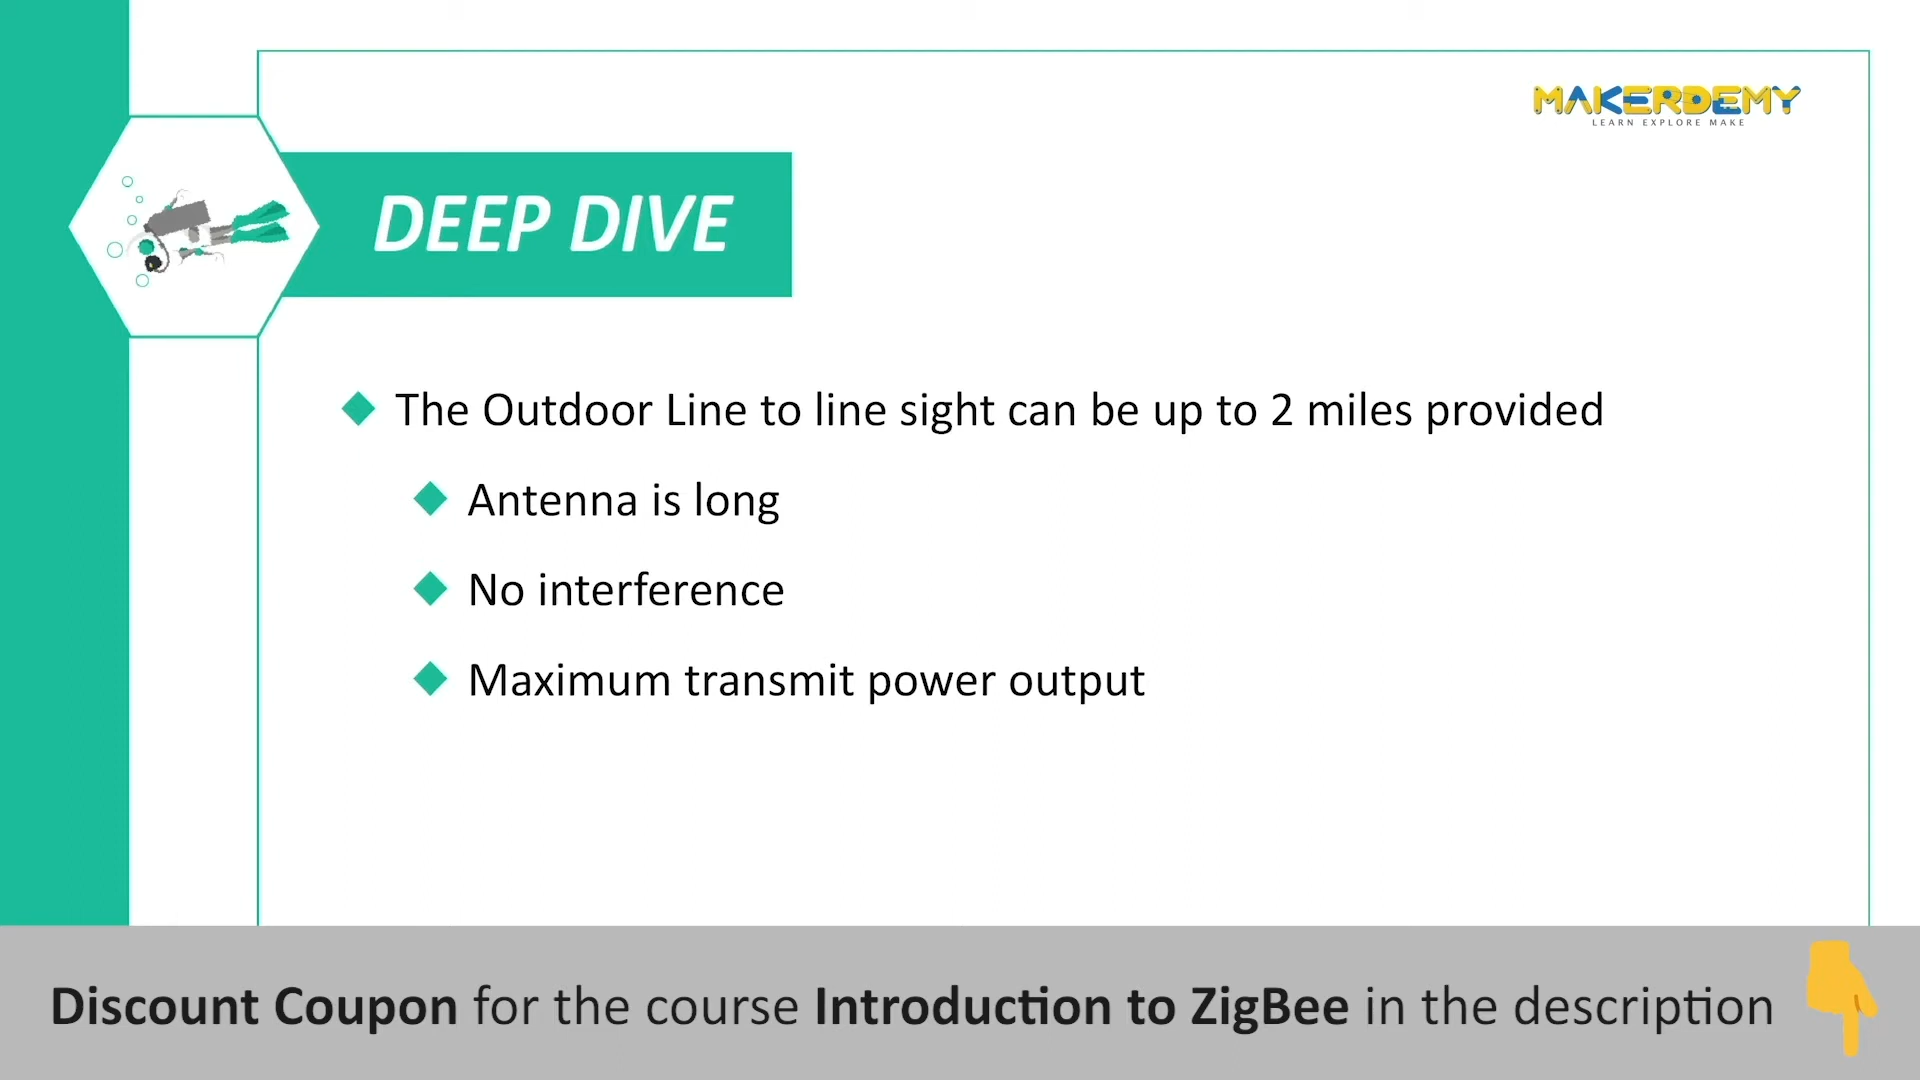 MAKERDEMY
LEARN EXPLORE MAKE
DEEP DIVE
The Outdoor Line to line sight can be up to 2 miles provided
Antenna is long
No interference
Maximum transmit power output
Discount Coupon for the course Introduction to ZigBee in the description